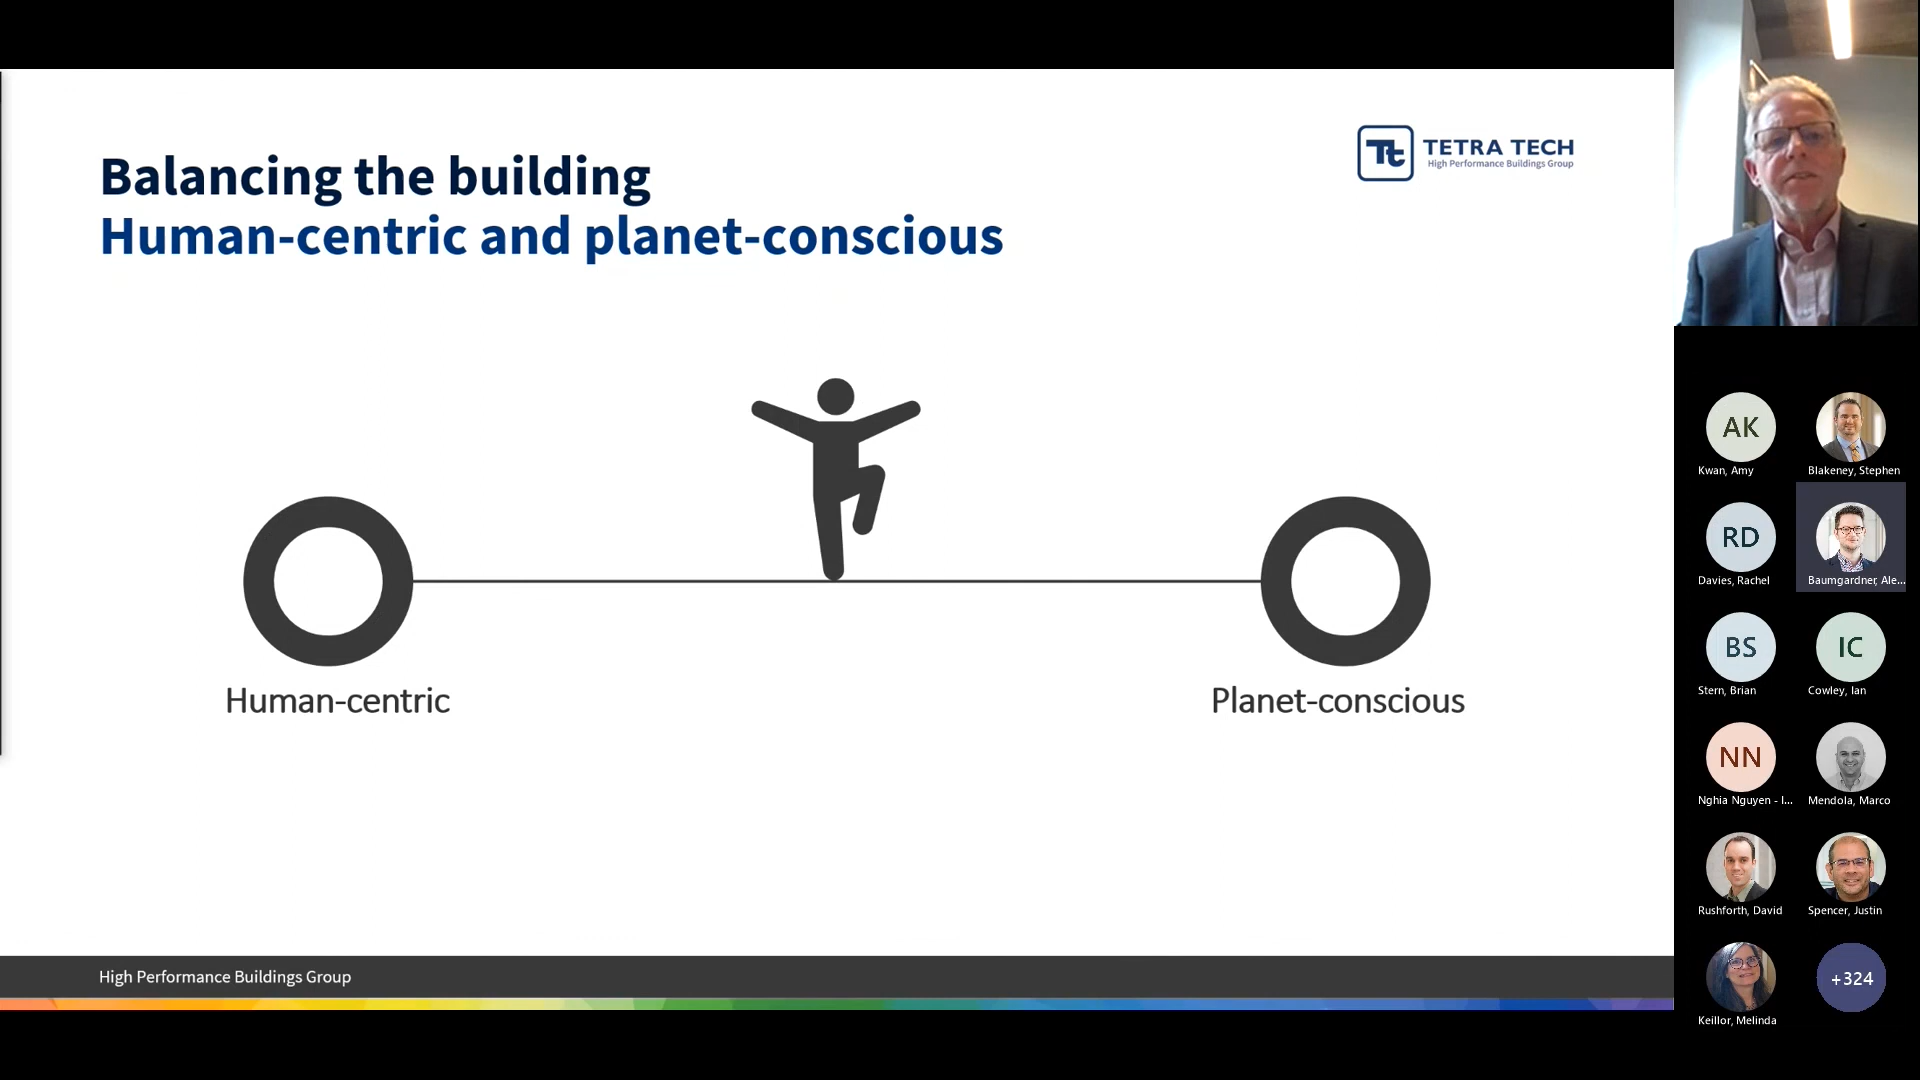 Balancing the building
Human-centric and planet-conscious
Tt
TETRA TECH
High Performance Buildings Group
Human-centric
Planet-conscious
High Performance Buildings Group
AK
Kwan, Amy
Blakeney, Stephen
RD
Davies, Rachel
Baumgardner, Ale...
BS
Stern, Brian
IC
Cowley, Ian
NN
Nghia Nguyen - I...
Mendola, Marco
Rushforth, David
Spencer, Justin
Keillor, Melinda
+324